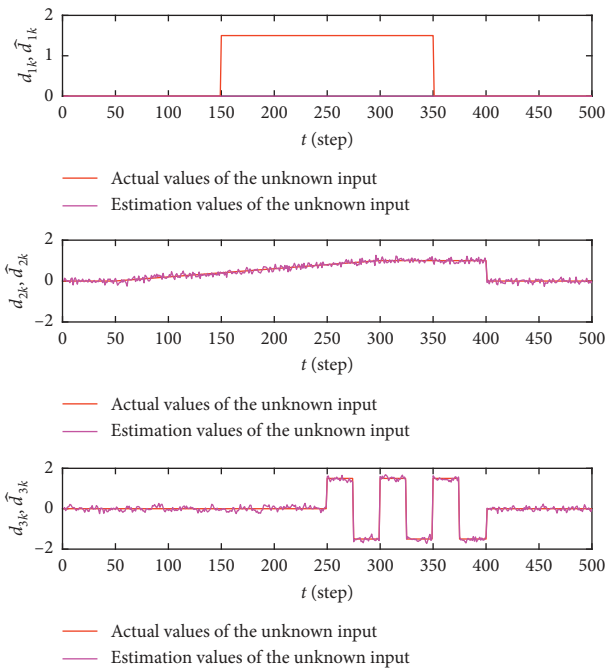 2
1
0
d1k, d̂1k
0 50 100 150 200 250 300 350 400 450 500
t (step)
Actual values of the unknown input
Estimation values of the unknown input
2
0
−2
d2k, d̂2k
0 50 100 150 200 250 300 350 400 450 500
t (step)
Actual values of the unknown input
Estimation values of the unknown input
2
0
−2
d3k, d̂3k
0 50 100 150 200 250 300 350 400 450 500
t (step)
Actual values of the unknown input
Estimation values of the unknown input